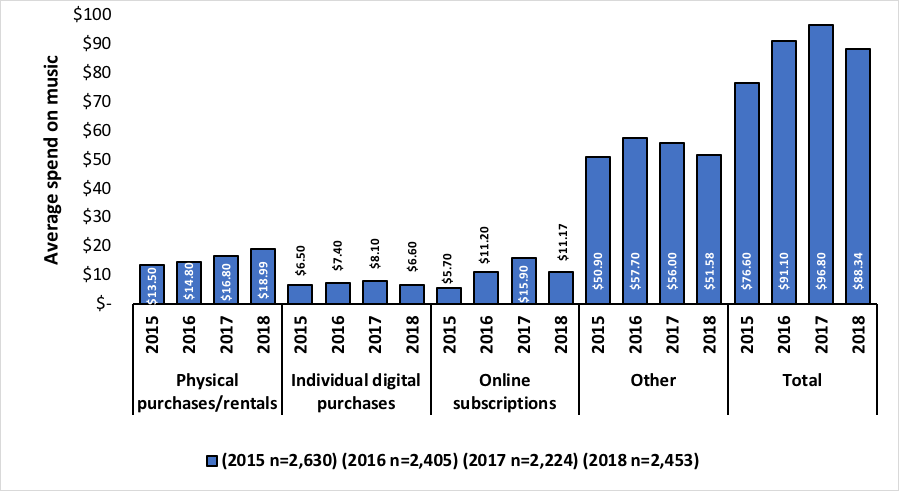 Average spend on music
$100
$90
$80
$70
$60
$50
$40
$30
$20
$10
$-
$13.50
$14.80
$16.80
$18.99
$6.50
$7.40
$8.10
$6.60
$5.70
$11.20
$15.90
$11.17
$50.90
$57.70
$56.00
$51.58
$76.60
$91.10
$96.80
$88.34
2015 2016 2017 2018 2015 2016 2017 2018 2015 2016 2017 2018 2015 2016 2017 2018 2015 2016 2017 2018
Physical
purchases/rentals
Individual digital
purchases
Online
subscriptions
Other
Total
(2015 n=2,630) (2016 n=2,405) (2017 n=2,224) (2018 n=2,453)